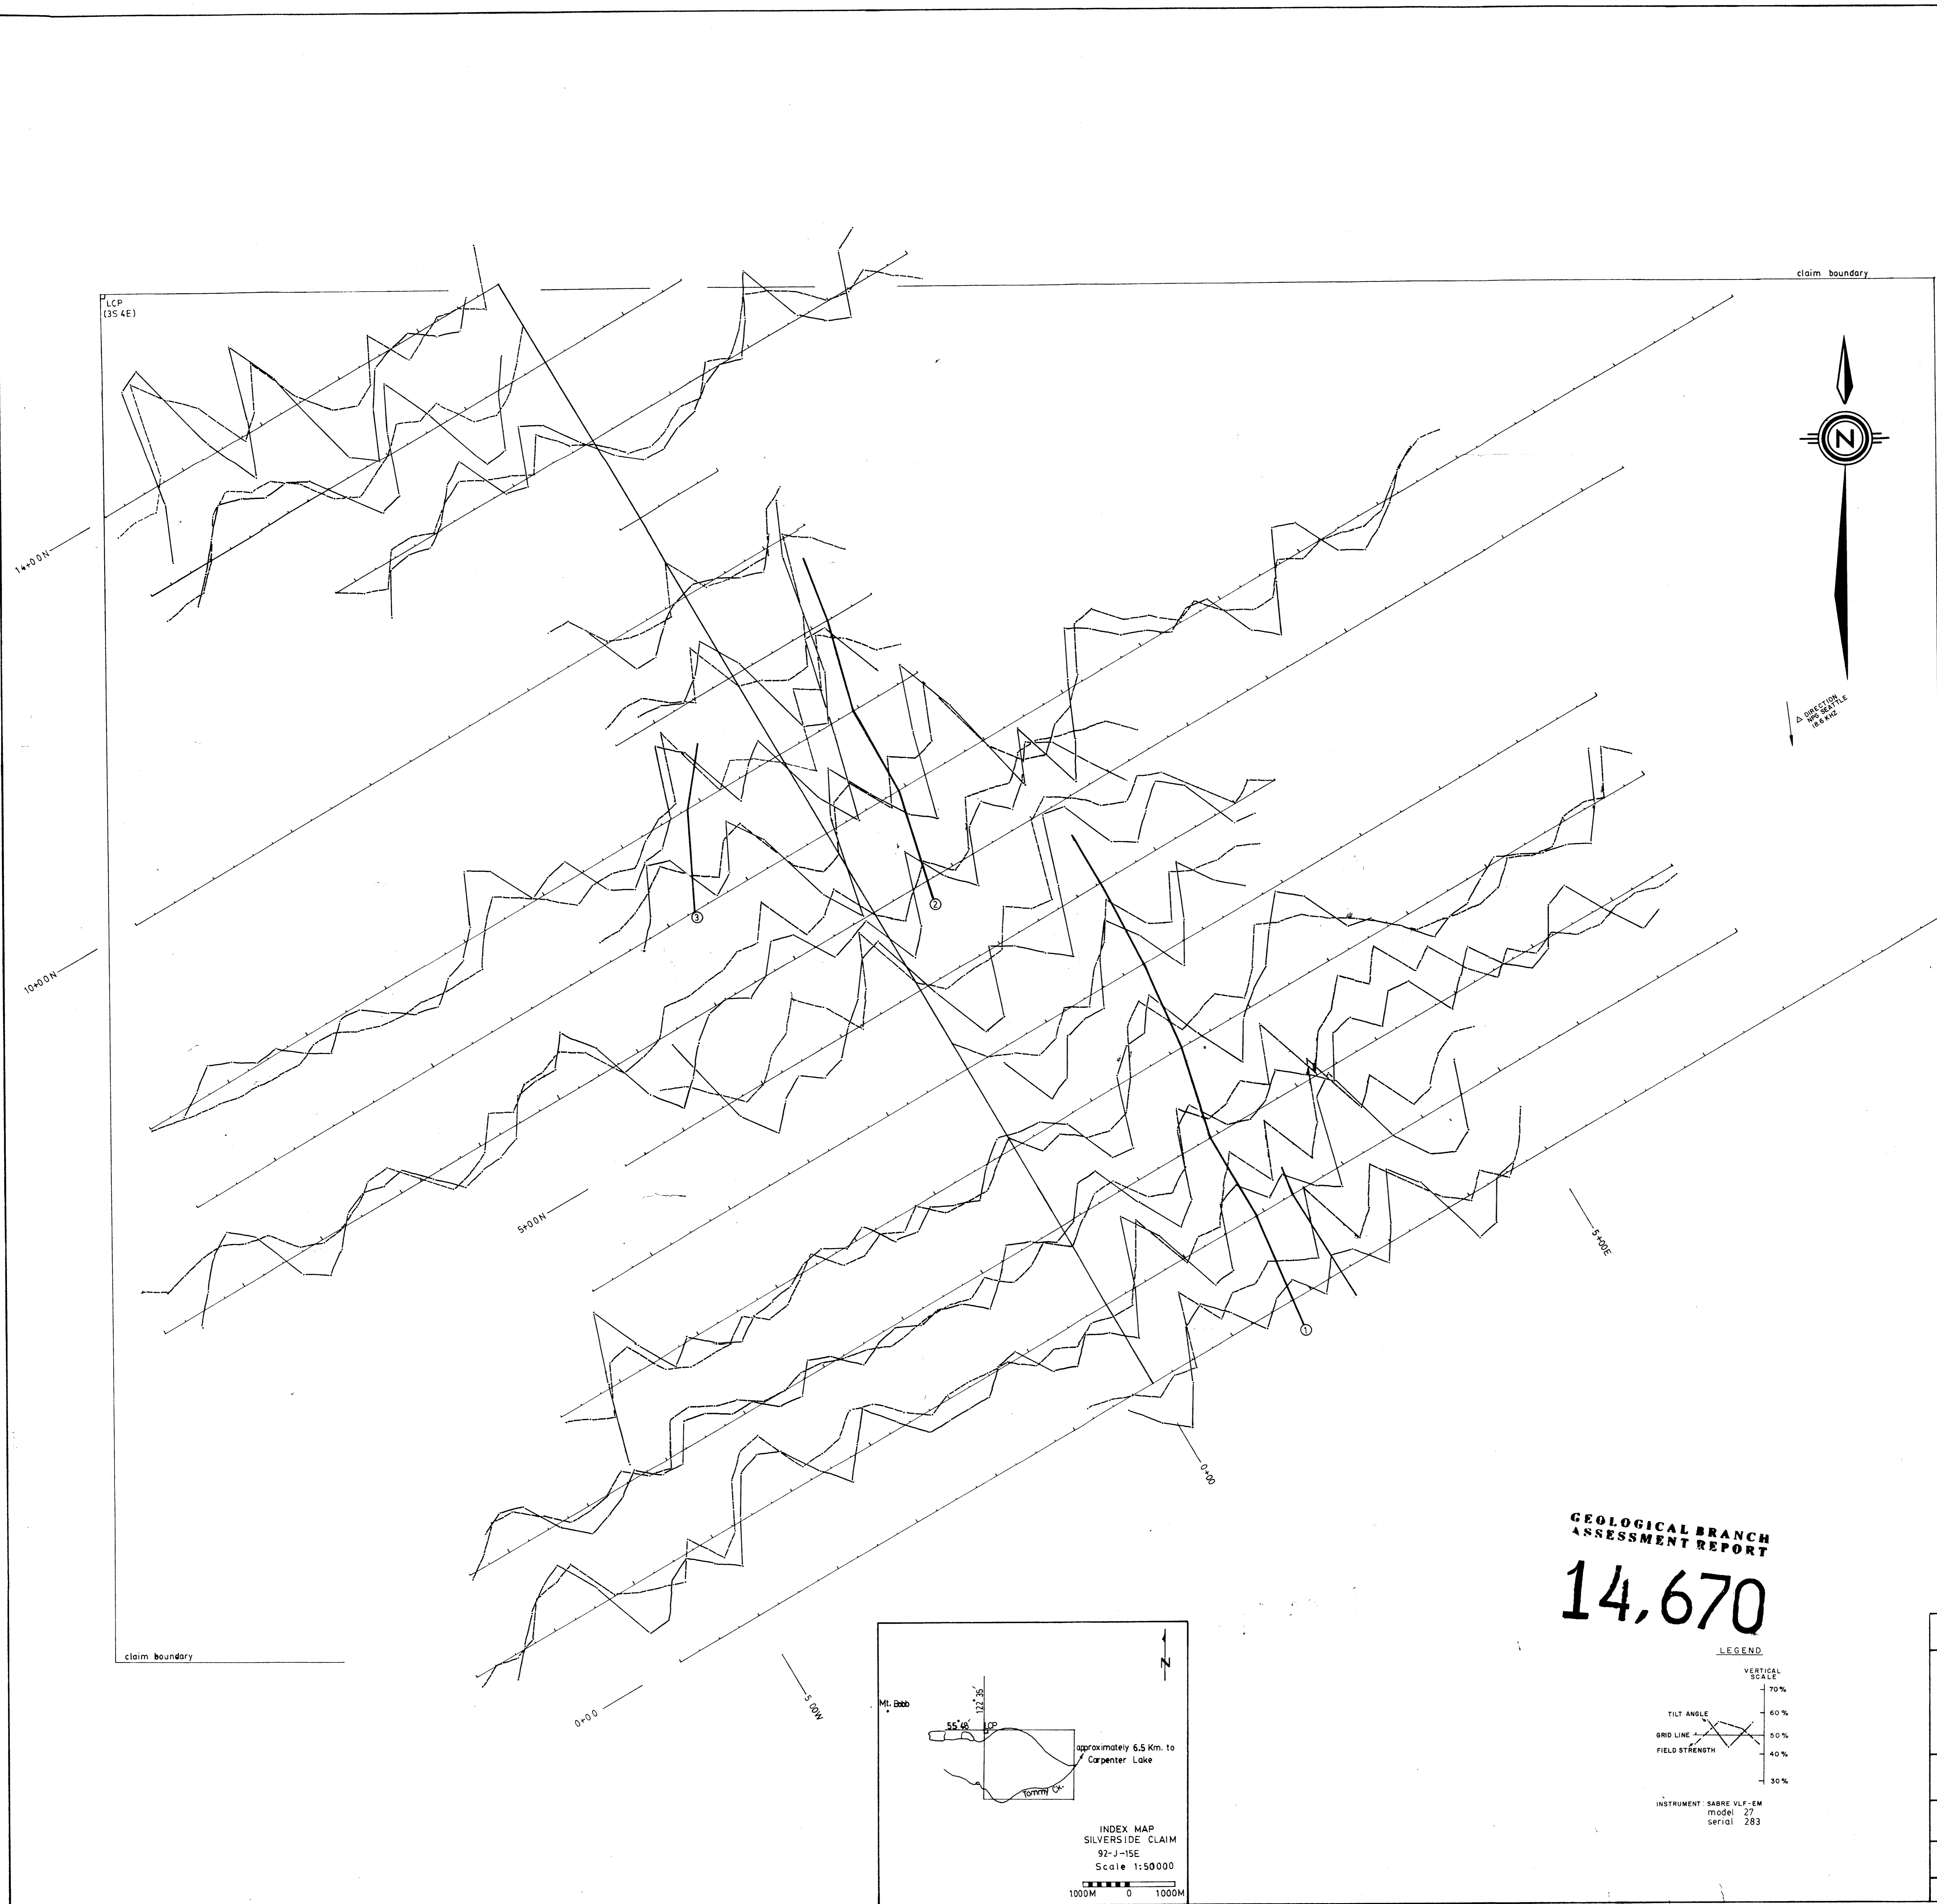 claim boundary
LCP
(3S 4E)
N
14+00N
△ DIRECTION
NPG SEATTLE
18.6 KHZ
3
2
10+00N
5+00N
5+00E
1
0+00
GEOLOGICAL BRANCH
ASSESSMENT REPORT
14,670
claim boundary
5 00W
0+00
LEGEND
VERTICAL
SCALE
70%
TILT ANGLE
60%
GRID LINE
50%
FIELD STRENGTH
40%
30%
INSTRUMENT: SABRE VLF-EM
model 27
serial 283
N
Mt. Bobb
122°35'
55°48'
LCP
approximately 6.5 Km. to
Carpenter Lake
Tommy Ck.
INDEX MAP
SILVERSIDE CLAIM
92-J-15E
Scale 1:50000
1000M 0 1000M